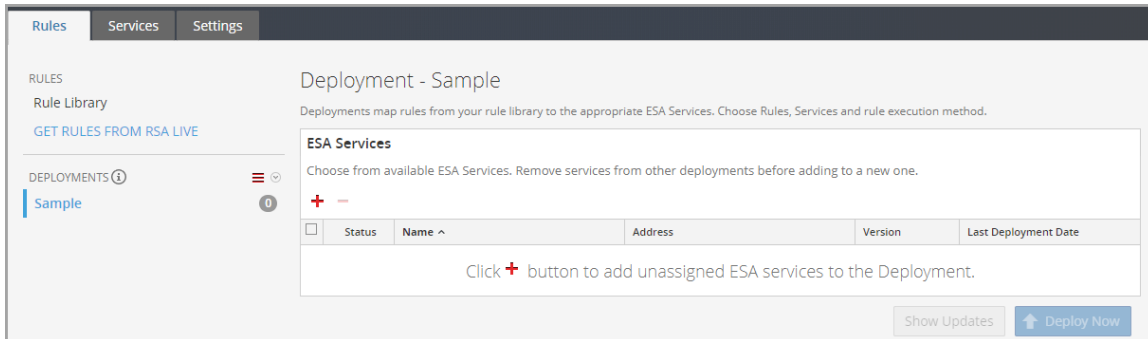 Rules Services Settings
RULES
Rule Library
GET RULES FROM RSA LIVE
DEPLOYMENTS
Sample 0
Deployment - Sample
Deployments map rules from your rule library to the appropriate ESA Services. Choose Rules, Services and rule execution method.
ESA Services
Choose from available ESA Services. Remove services from other deployments before adding to a new one.
Status Name Address Version Last Deployment Date
Click + button to add unassigned ESA services to the Deployment.
Show Updates Deploy Now